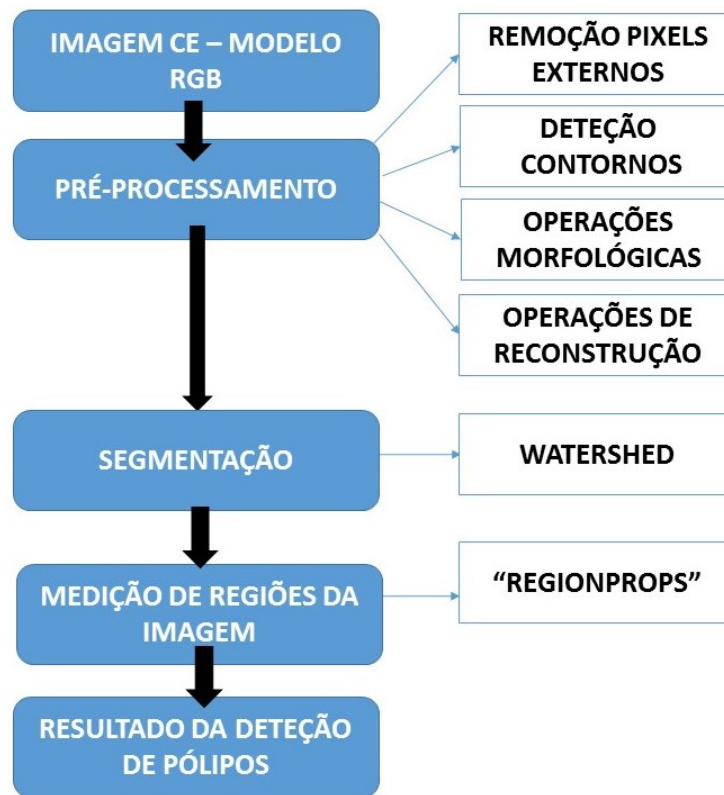 IMAGEM CE – MODELO
RGB
PRÉ-PROCESSAMENTO
REMOÇÃO PIXELS
EXTERNOS
DETEÇÃO
CONTORNOS
OPERAÇÕES
MORFOLÓGICAS
OPERAÇÕES DE
RECONSTRUÇÃO
SEGMENTAÇÃO
WATERSHED
MEDIÇÃO DE REGIÕES DA
IMAGEM
“REGIONPROPS”
RESULTADO DA DETEÇÃO
DE PÓLIPOS